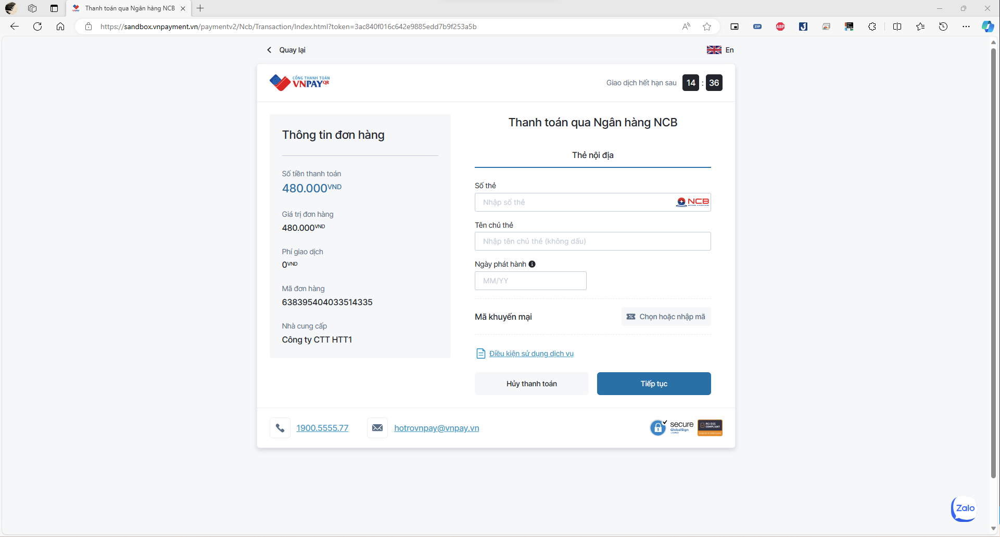 Thanh toán qua Ngân hàng NCB
https://sandbox.vnpayment.vn/paymentv2/Ncb/Transaction/Index.html?token=3ac840f016c642e9885edd7b9f253a5b
ZIP
ABP
Quay lại
En
CỔNG THANH TOÁN
VNPAYQR
Giao dịch hết hạn sau 14 : 36
Thông tin đơn hàng
Số tiền thanh toán
480.000VND
Giá trị đơn hàng
480.000VND
Phí giao dịch
0VND
Mã đơn hàng
638395404033514335
Nhà cung cấp
Công ty CTT HTT1
Thanh toán qua Ngân hàng NCB
Thẻ nội địa
Số thẻ
Nhập số thẻ
NCB
Tên chủ thẻ
Nhập tên chủ thẻ (không dấu)
Ngày phát hành
MM/YY
Mã khuyến mại
Chọn hoặc nhập mã
Điều kiện sử dụng dịch vụ
Hủy thanh toán
Tiếp tục
1900.5555.77
hotrovnpay@vnpay.vn
secure
GlobalSign
PCI DSS
COMPLIANT
Zalo